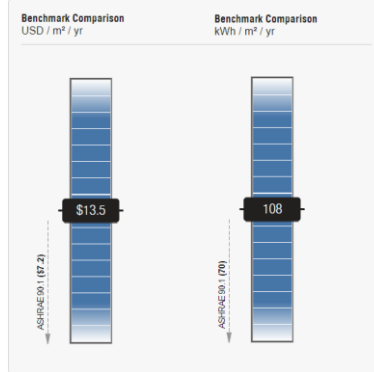 Benchmark Comparison
USD / m² / yr
$13.5
ASHRAE 90.1 ($7.2)
Benchmark Comparison
kWh / m² / yr
108
ASHRAE 90.1 (70)